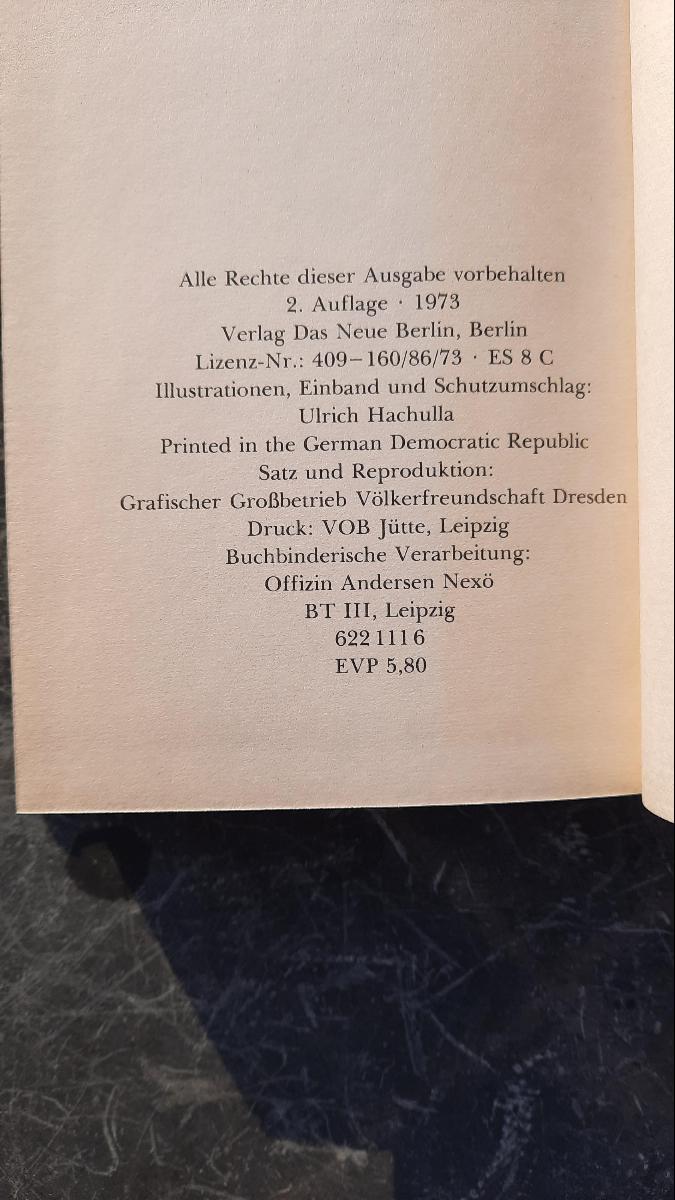 Alle Rechte dieser Ausgabe vorbehalten
2. Auflage · 1973
Verlag Das Neue Berlin, Berlin
Lizenz-Nr.: 409–160/86/73 · ES 8 C
Illustrationen, Einband und Schutzumschlag:
Ulrich Hachulla
Printed in the German Democratic Republic
Satz und Reproduktion:
Grafischer Großbetrieb Völkerfreundschaft Dresden
Druck: VOB Jütte, Leipzig
Buchbinderische Verarbeitung:
Offizin Andersen Nexö
BT III, Leipzig
622 111 6
EVP 5,80